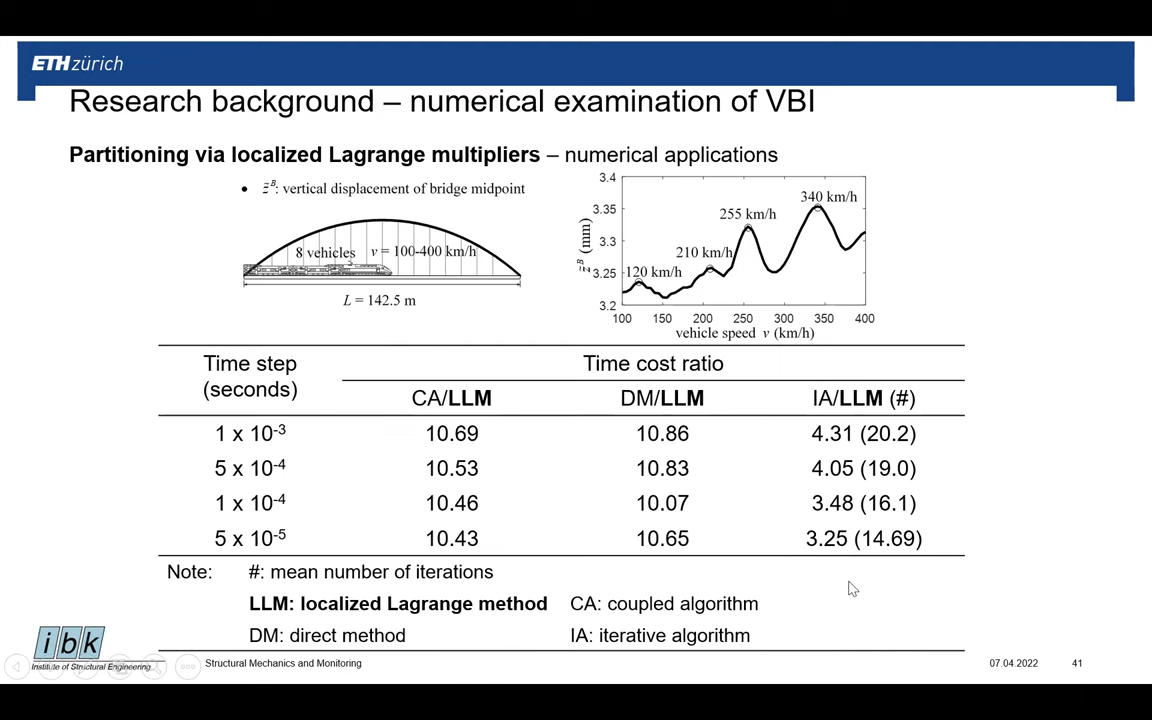 ETH zürich
Research background – numerical examination of VBI
Partitioning via localized Lagrange multipliers – numerical applications
• z̃ᴮ: vertical displacement of bridge midpoint
8 vehicles v = 100-400 km/h
L = 142.5 m
3.4
3.35
3.3
3.25
3.2
z̃ᴮ (mm)
120 km/h
210 km/h
255 km/h
340 km/h
100 150 200 250 300 350 400
vehicle speed v (km/h)
Time step (seconds)
Time cost ratio
CA/LLM DM/LLM IA/LLM (#)
1 x 10⁻³ 10.69 10.86 4.31 (20.2)
5 x 10⁻⁴ 10.53 10.83 4.05 (19.0)
1 x 10⁻⁴ 10.46 10.07 3.48 (16.1)
5 x 10⁻⁵ 10.43 10.65 3.25 (14.69)
Note: #: mean number of iterations
LLM: localized Lagrange method CA: coupled algorithm
DM: direct method IA: iterative algorithm
ibk
Institute of Structural Engineering
Structural Mechanics and Monitoring
07.04.2022 41